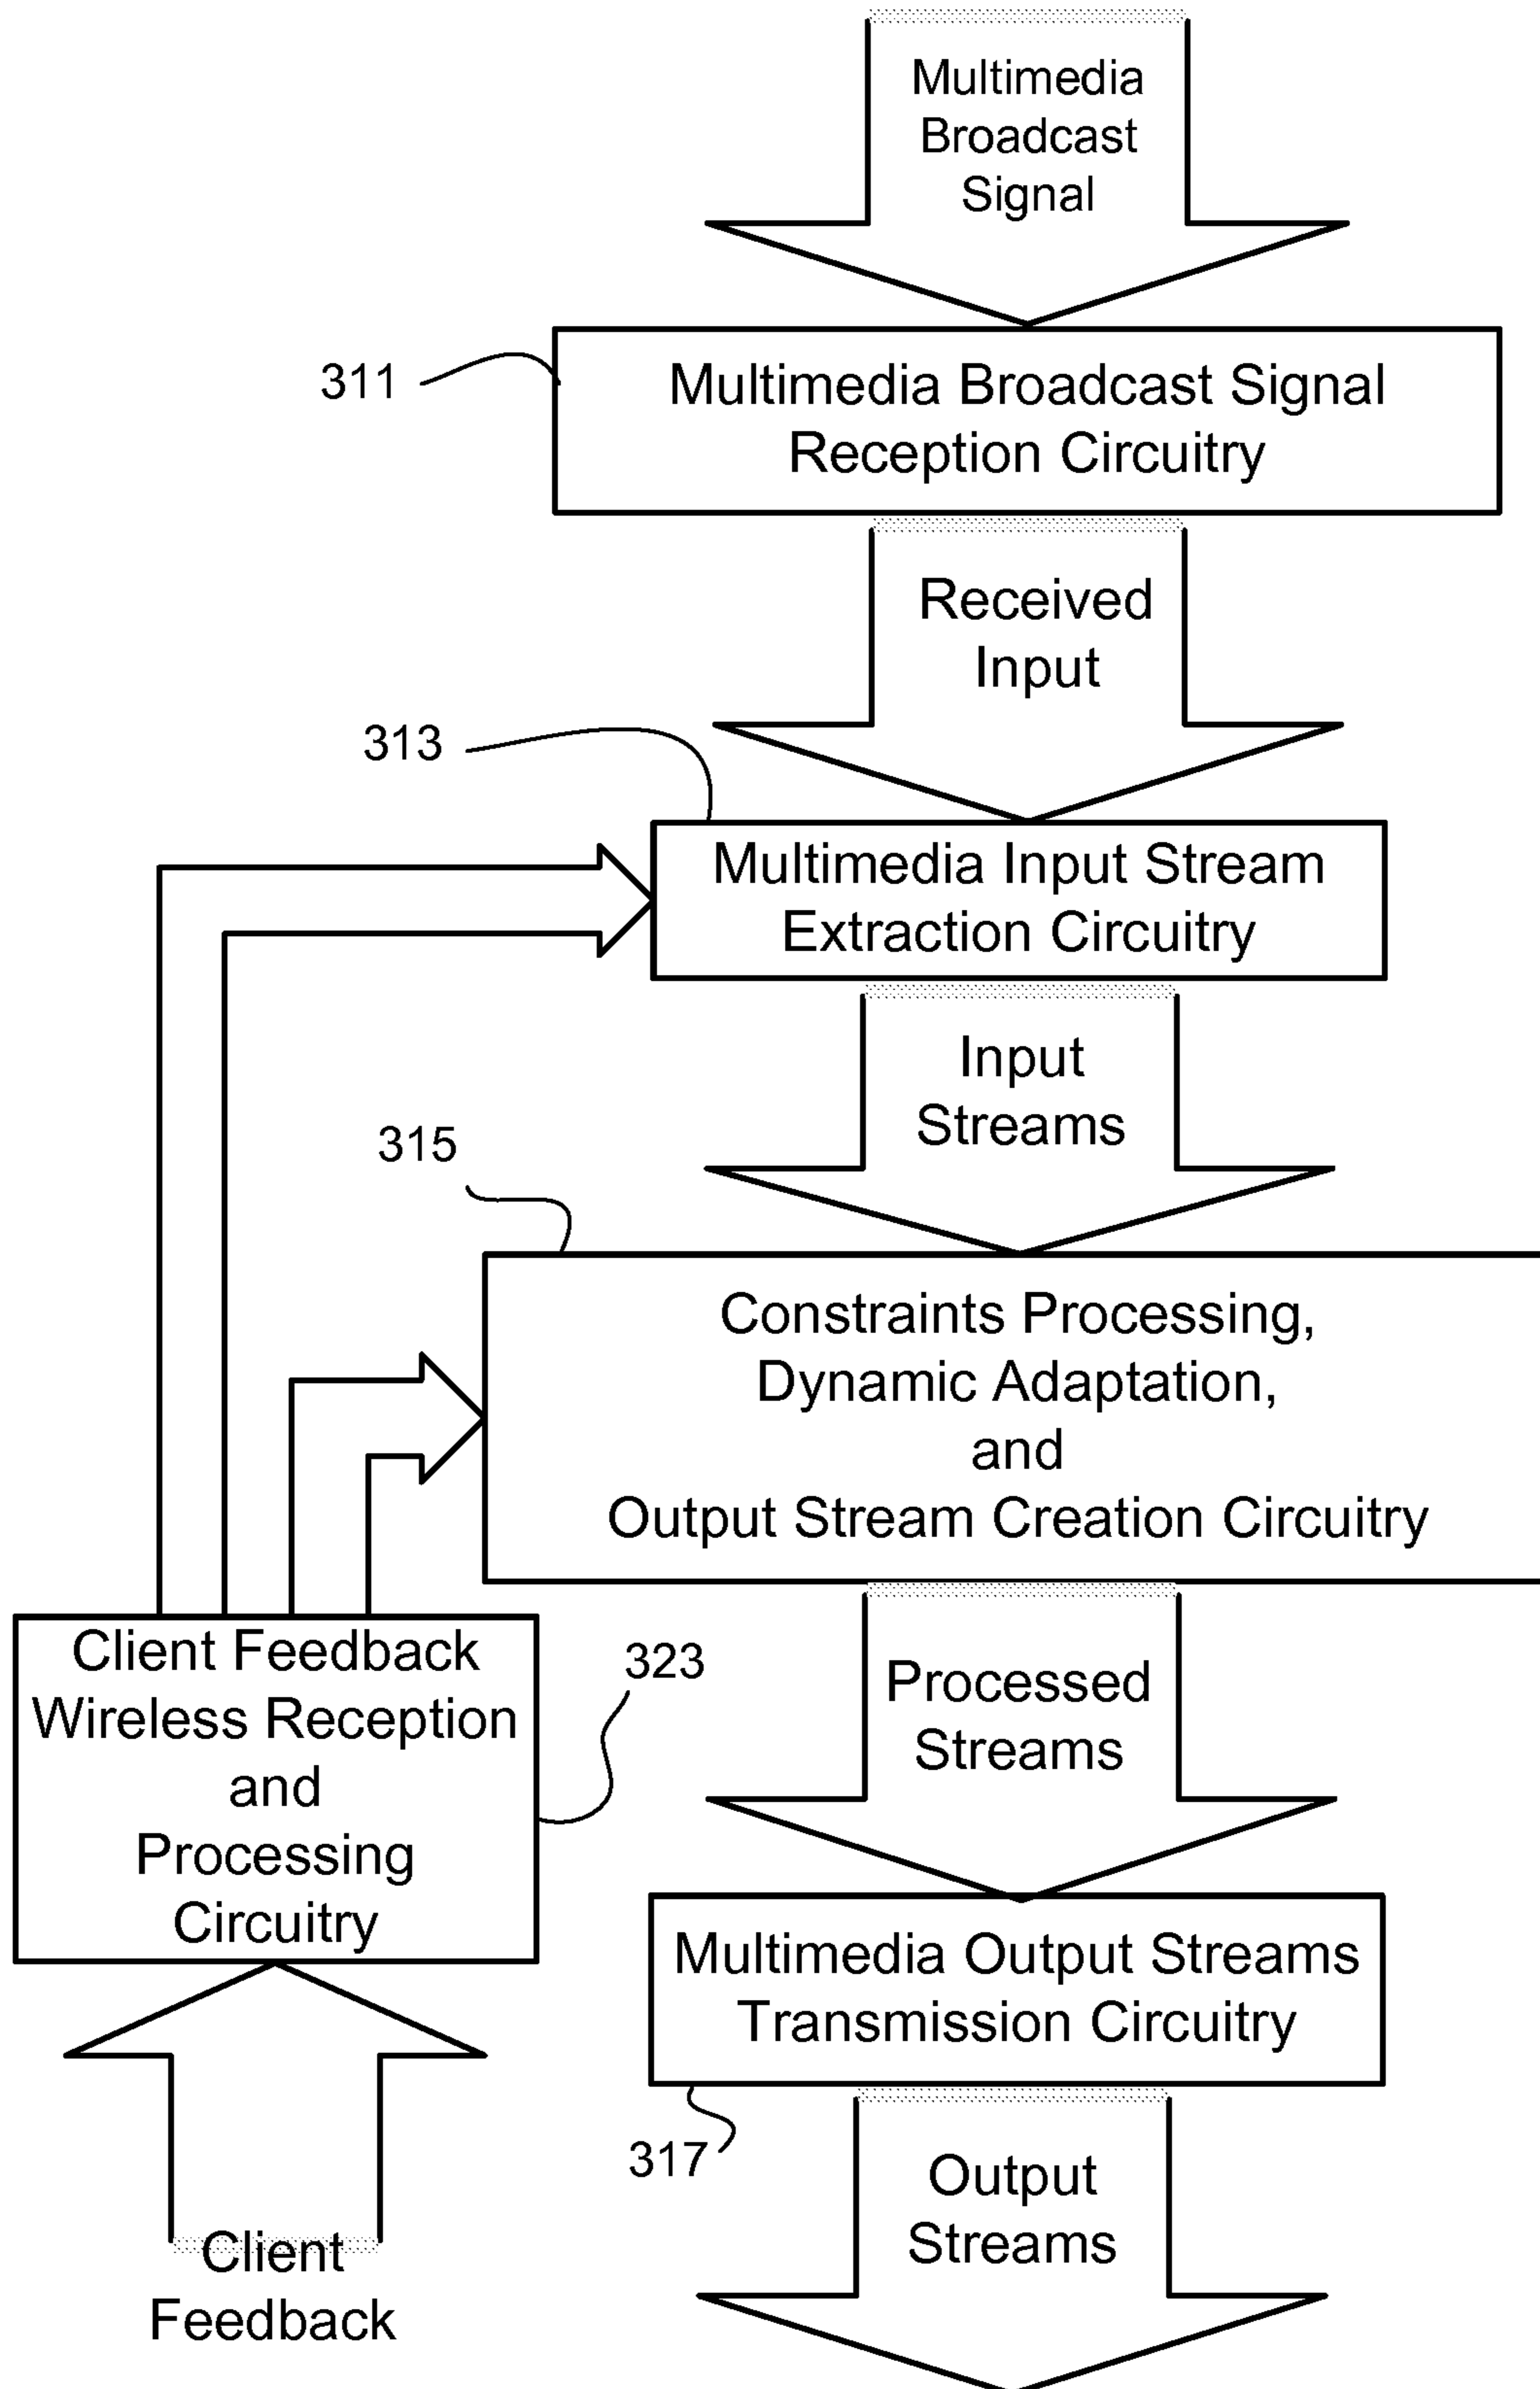 Multimedia
Broadcast
Signal
311
Multimedia Broadcast Signal
Reception Circuitry
Received
Input
313
Multimedia Input Stream
Extraction Circuitry
Input
Streams
315
Constraints Processing,
Dynamic Adaptation,
and
Output Stream Creation Circuitry
Client Feedback
Wireless Reception
and
Processing
Circuitry
323
Processed
Streams
Multimedia Output Streams
Transmission Circuitry
317
Output
Streams
Client
Feedback